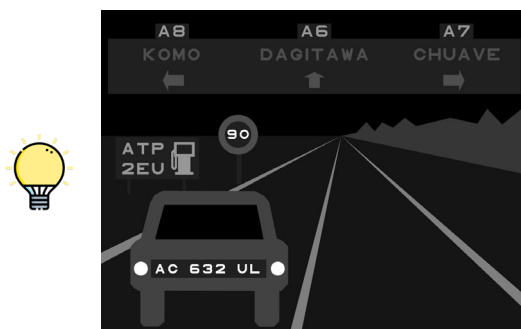 A8 A6 A7
KOMO DAGITAWA CHUAVE
90
ATP
2EU
AC 632 UL